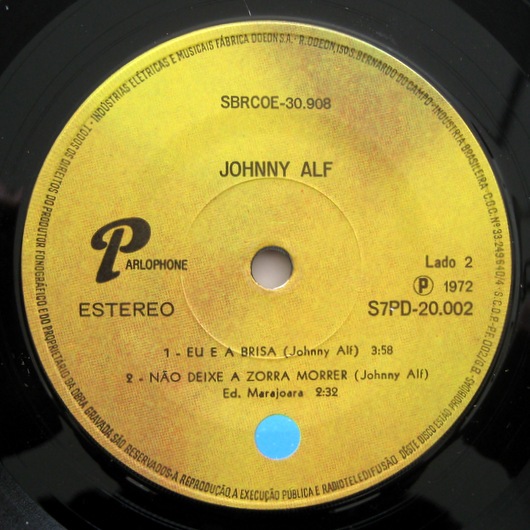 TODOS OS DIREITOS DO PRODUTOR FONOGRÁFICO E DO PROPRIETÁRIO DA OBRA GRAVADA SÃO RESERVADOS-A REPRODUÇÃO, A EXECUÇÃO PÚBLICA E RADIOTELEDIFUSÃO DÊSTE DISCO ESTÃO PROIBIDAS-
INDÚSTRIAS ELÉTRICAS E MUSICAIS FÁBRICA ODEON S.A. - R. ODEON, S. BERNARDO DO CAMPO - INDÚSTRIA BRASILEIRA - C.G.C. Nº 33.249.640/4 - S.C.D.P.-PE.002/G.B.
SBRCOE-30.908
JOHNNY ALF
PARLOPHONE
Lado 2
Ⓟ 1972
ESTEREO
S7PD-20.002
1 - EU E A BRISA (Johnny Alf) 3:58
2 - NÃO DEIXE A ZORRA MORRER (Johnny Alf)
Ed. Marajoara 2:32